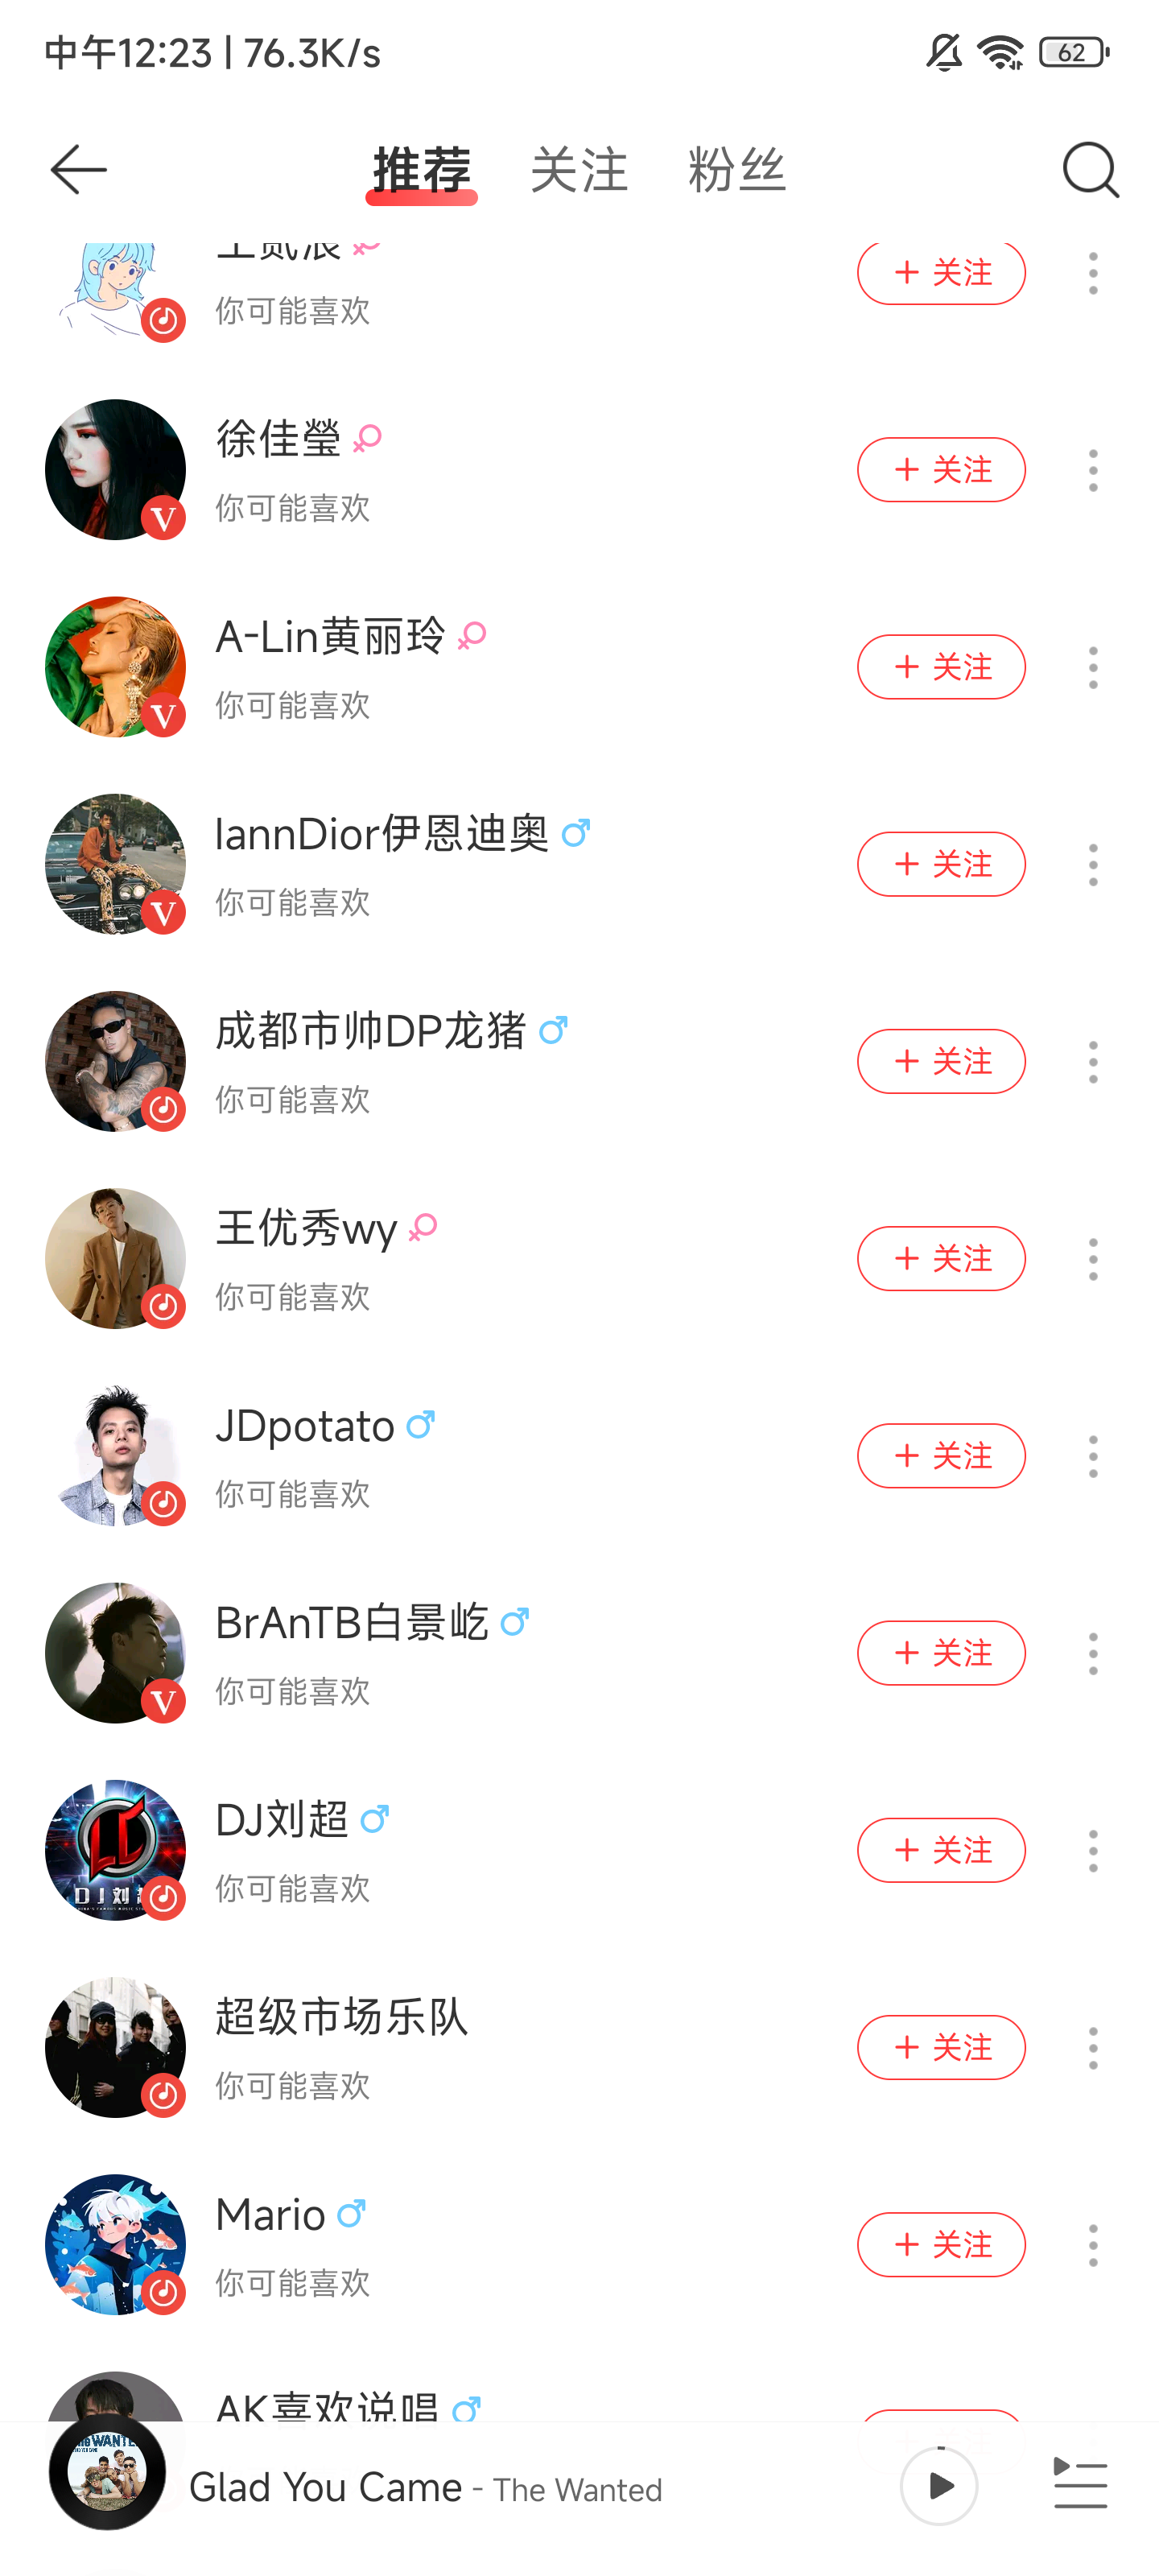 中午12:23 | 76.3K/s
62
推荐 关注 粉丝
王贰浪
+ 关注
你可能喜欢
徐佳瑩
+ 关注
你可能喜欢
A-Lin黄丽玲
+ 关注
你可能喜欢
IannDior伊恩迪奥
+ 关注
你可能喜欢
成都市帅DP龙猪
+ 关注
你可能喜欢
王优秀wy
+ 关注
你可能喜欢
JDpotato
+ 关注
你可能喜欢
BrAnTB白景屹
+ 关注
你可能喜欢
DJ刘超
+ 关注
你可能喜欢
超级市场乐队
+ 关注
你可能喜欢
Mario
+ 关注
你可能喜欢
AK喜欢说唱
Glad You Came - The Wanted